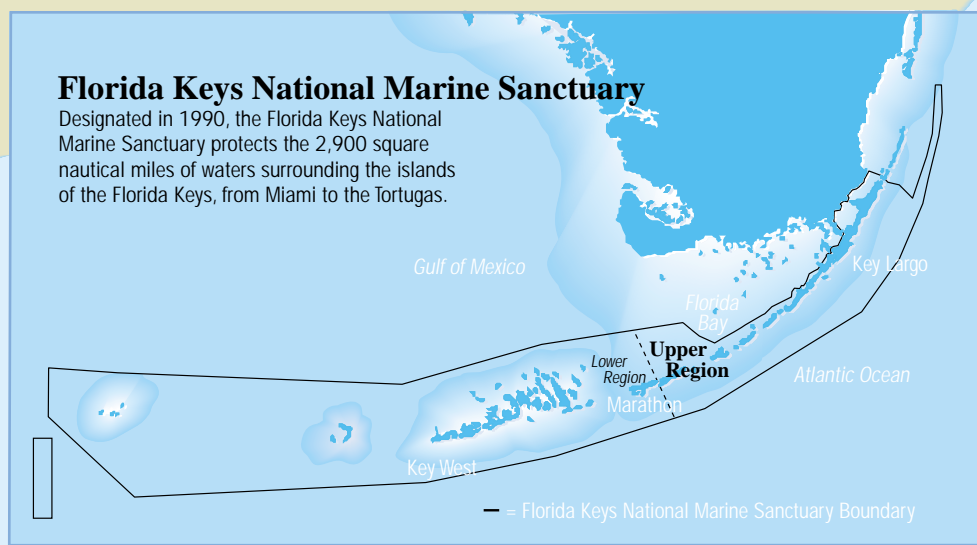 Florida Keys National Marine Sanctuary
Designated in 1990, the Florida Keys National
Marine Sanctuary protects the 2,900 square
nautical miles of waters surrounding the islands
of the Florida Keys, from Miami to the Tortugas.
Gulf of Mexico
Key Largo
Florida
Bay
Upper
Region
Lower
Region
Atlantic Ocean
Marathon
Key West
= Florida Keys National Marine Sanctuary Boundary